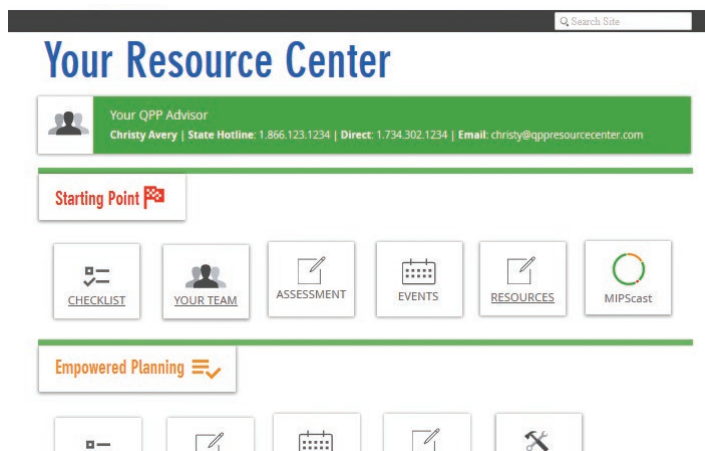 Search Site
Your Resource Center
Your QPP Advisor
Christy Avery | State Hotline: 1.866.123.1234 | Direct: 1.734.302.1234 | Email: christy@qppresourcecenter.com
Starting Point
CHECKLIST YOUR TEAM ASSESSMENT EVENTS RESOURCES MIPScast
Empowered Planning